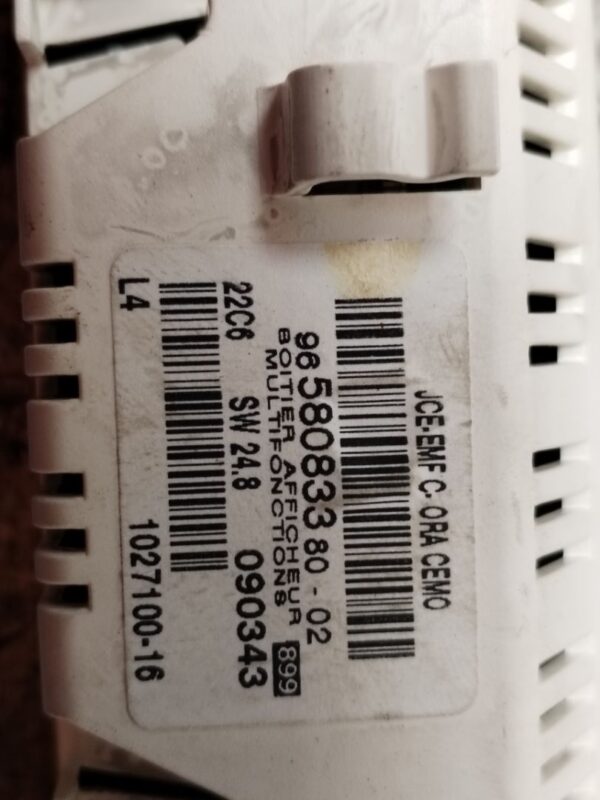 JCE-EMF C- ORA CEMO
96 580833 80 - 02
BOITIER AFFICHEUR
MULTIFONCTIONS 899
22C6 SW 24,8 090343
L4 1027100-16